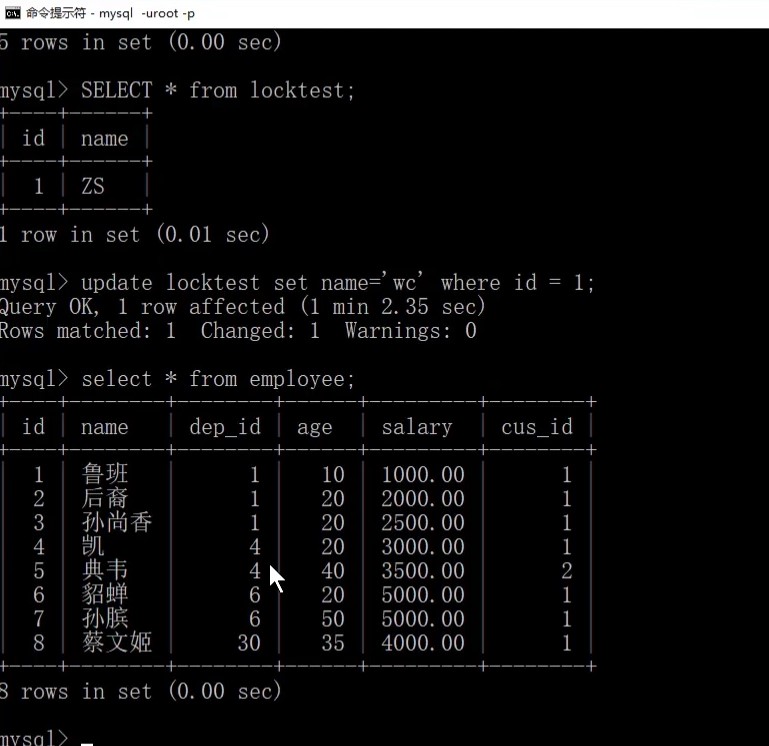 命令提示符 - mysql  -uroot -p
5 rows in set (0.00 sec)
mysql> SELECT * from locktest;
+----+------+
| id | name |
+----+------+
|  1 | ZS   |
+----+------+
1 row in set (0.01 sec)
mysql> update locktest set name='wc' where id = 1;
Query OK, 1 row affected (1 min 2.35 sec)
Rows matched: 1  Changed: 1  Warnings: 0
mysql> select * from employee;
+----+--------+--------+------+---------+--------+
| id | name   | dep_id | age  | salary  | cus_id |
+----+--------+--------+------+---------+--------+
|  1 | 鲁班   |      1 |   10 | 1000.00 |      1 |
|  2 | 后裔   |      1 |   20 | 2000.00 |      1 |
|  3 | 孙尚香 |      1 |   20 | 2500.00 |      1 |
|  4 | 凯     |      4 |   20 | 3000.00 |      1 |
|  5 | 典韦   |      4 |   40 | 3500.00 |      2 |
|  6 | 貂蝉   |      6 |   20 | 5000.00 |      1 |
|  7 | 孙膑   |      6 |   50 | 5000.00 |      1 |
|  8 | 蔡文姬 |     30 |   35 | 4000.00 |      1 |
+----+--------+--------+------+---------+--------+
8 rows in set (0.00 sec)
mysql>